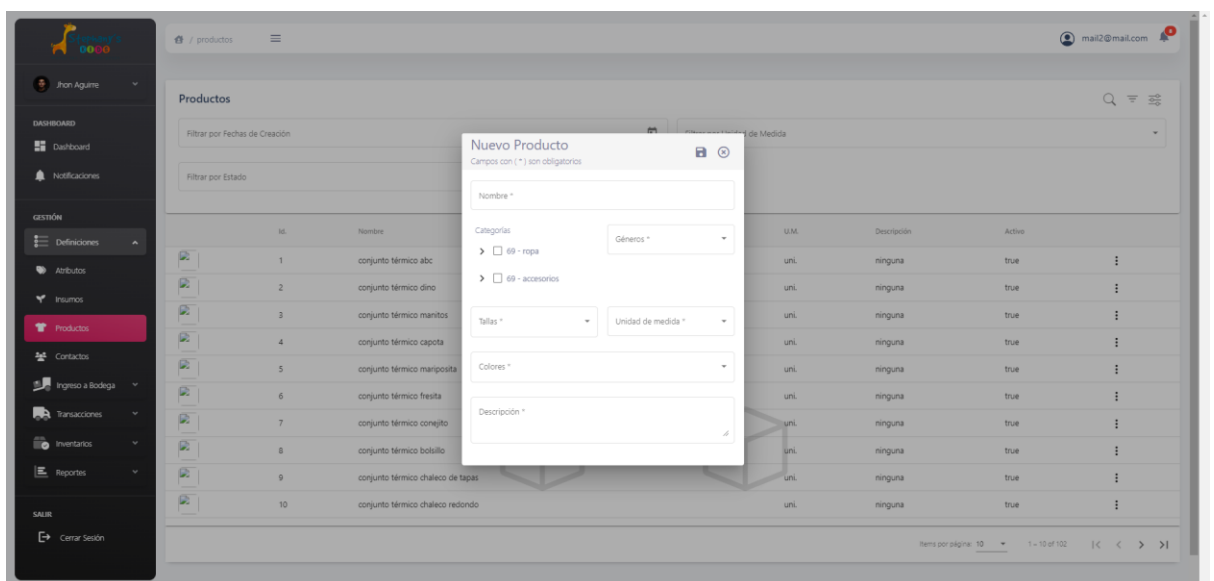 / productos
mail2@mail.com
Jhon Aguirre
DASHBOARD
Dashboard
Notificaciones
GESTIÓN
Definiciones
Atributos
Insumos
Productos
Contactos
Ingreso a Bodega
Transacciones
Inventarios
Reportes
SALIR
Cerrar Sesión
Productos
Filtrar por Fechas de Creación
Filtrar por Unidad de Medida
Filtrar por Estado
Id. Nombre U.M. Descripción Activo
1 conjunto térmico abc uni. ninguna true
2 conjunto térmico dino uni. ninguna true
3 conjunto térmico manitos uni. ninguna true
4 conjunto térmico capota uni. ninguna true
5 conjunto térmico mariposita uni. ninguna true
6 conjunto térmico fresita uni. ninguna true
7 conjunto térmico conejito uni. ninguna true
8 conjunto térmico bolsillo uni. ninguna true
9 conjunto térmico chaleco de tapas uni. ninguna true
10 conjunto térmico chaleco redondo uni. ninguna true
Items por página: 10 1 – 10 of 102
Nuevo Producto
Campos con ( * ) son obligatorios
Nombre *
Categorías
69 - ropa
69 - accesorios
Géneros *
Tallas *
Unidad de medida *
Colores *
Descripción *